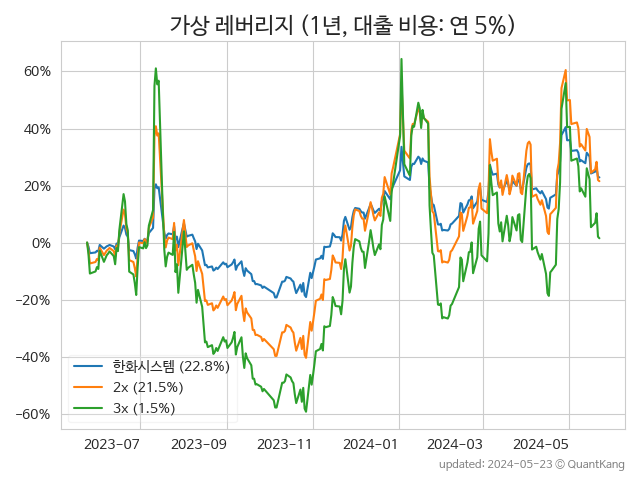 가상 레버리지 (1년, 대출 비용: 연 5%)
60%
40%
20%
0%
−20%
−40%
−60%
한화시스템 (22.8%)
2x (21.5%)
3x (1.5%)
2023-07
2023-09
2023-11
2024-01
2024-03
2024-05
updated: 2024-05-23 © QuantKang